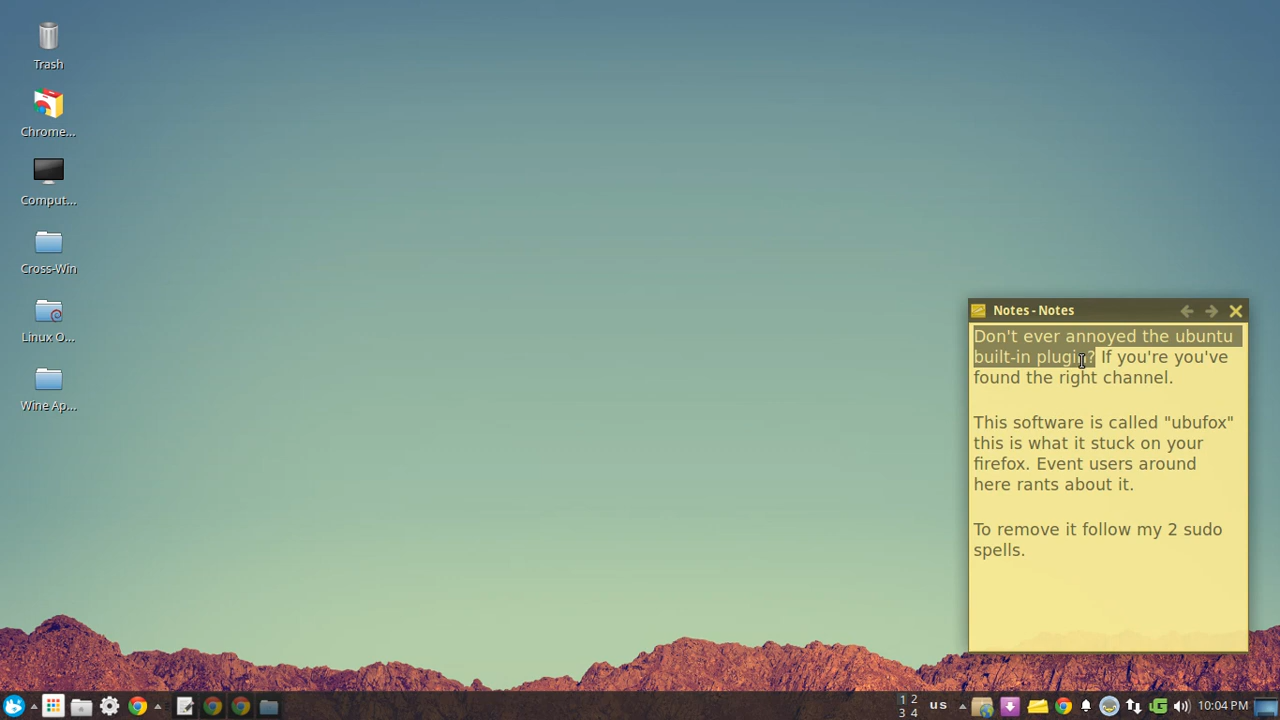 Trash
Chrome...
Comput...
Cross-Win
Linux O...
Wine Ap...
Notes - Notes
Don't ever annoyed the ubuntu
built-in plugin? If you're you've
found the right channel.
This software is called "ubufox"
this is what it stuck on your
firefox. Event users around
here rants about it.
To remove it follow my 2 sudo
spells.
1 2
3 4
us
10:04 PM